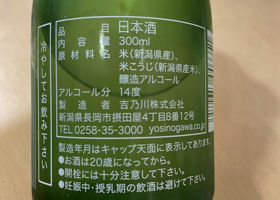 冷やしてお飲み下さい
品目 日本酒
内容量 300ml
原材料名 米(新潟県産)、
米こうじ(新潟県産米)、
醸造アルコール
アルコール分 14度
製造者 吉乃川株式会社
新潟県長岡市摂田屋4丁目8番12号
TEL 0258-35-3000 yosinogawa.co.jp
製造年月はキャップ天面に表示してあります。
●お酒は20歳になってから。
●開栓には十分注意して下さい。
●妊娠中・授乳期の飲酒は避けて下さい。